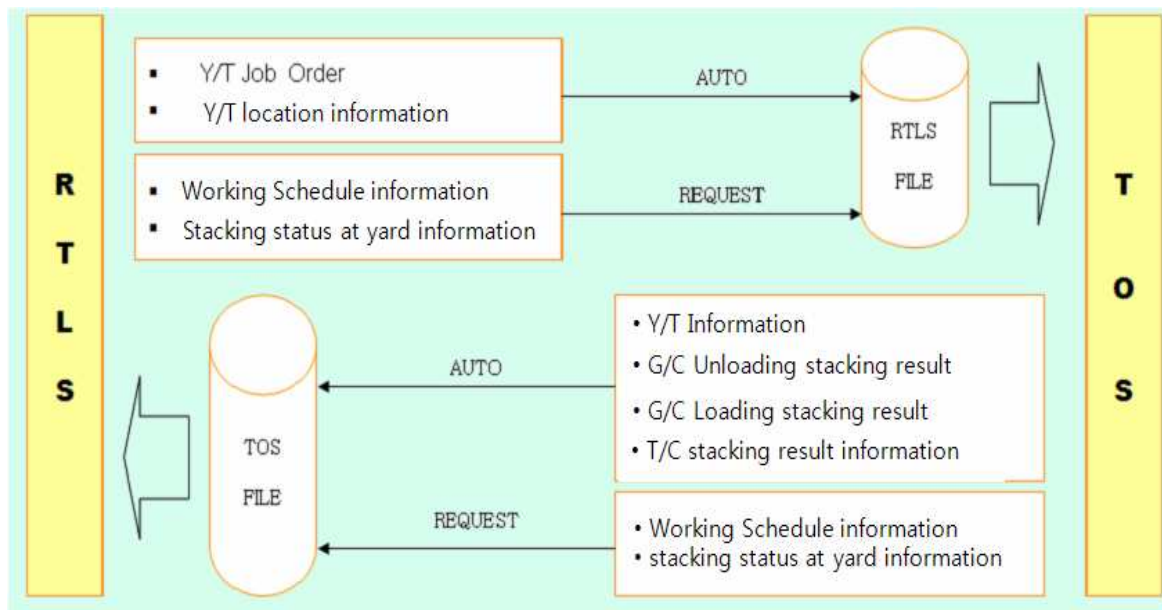 RTLS
▪ Y/T Job Order
▪ Y/T location information
AUTO
▪ Working Schedule information
▪ Stacking status at yard information
REQUEST
RTLS
FILE
TOS
• Y/T Information
• G/C Unloading stacking result
• G/C Loading stacking result
• T/C stacking result information
AUTO
• Working Schedule information
• stacking status at yard information
REQUEST
TOS
FILE